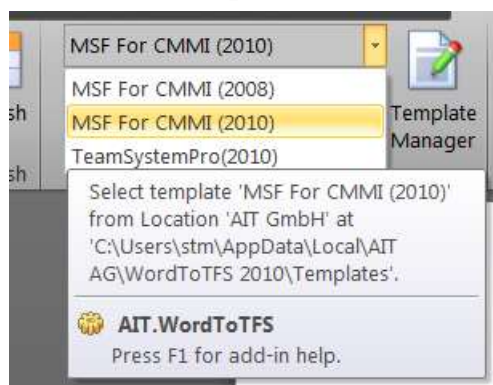 MSF For CMMI (2010)
MSF For CMMI (2008)
sh
MSF For CMMI (2010)
Template
Manager
TeamSystemPro(2010)
sh
Select template 'MSF For CMMI (2010)'
from Location 'AIT GmbH' at
'C:\Users\stm\AppData\Local\AIT
AG\WordToTFS 2010\Templates'.
AIT.WordToTFS
Press F1 for add-in help.